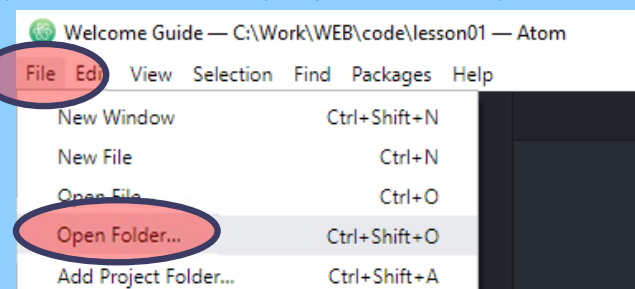 Welcome Guide — C:\Work\WEB\code\lesson01 — Atom
File Edit View Selection Find Packages Help
New Window Ctrl+Shift+N
New File Ctrl+N
Open File... Ctrl+O
Open Folder... Ctrl+Shift+O
Add Project Folder... Ctrl+Shift+A